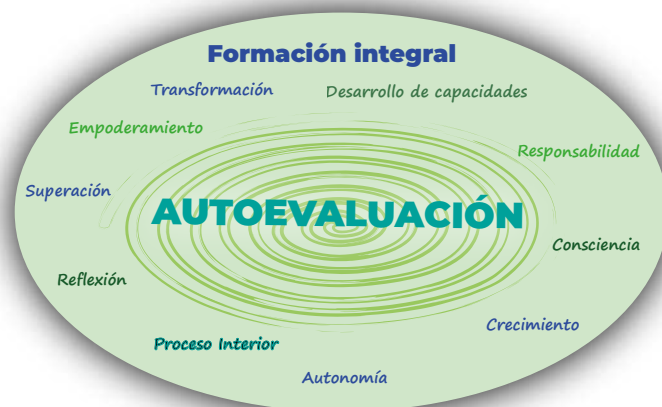 Formación integral
Transformación
Desarrollo de capacidades
Empoderamiento
Responsabilidad
Superación
AUTOEVALUACIÓN
Consciencia
Reflexión
Crecimiento
Proceso Interior
Autonomía